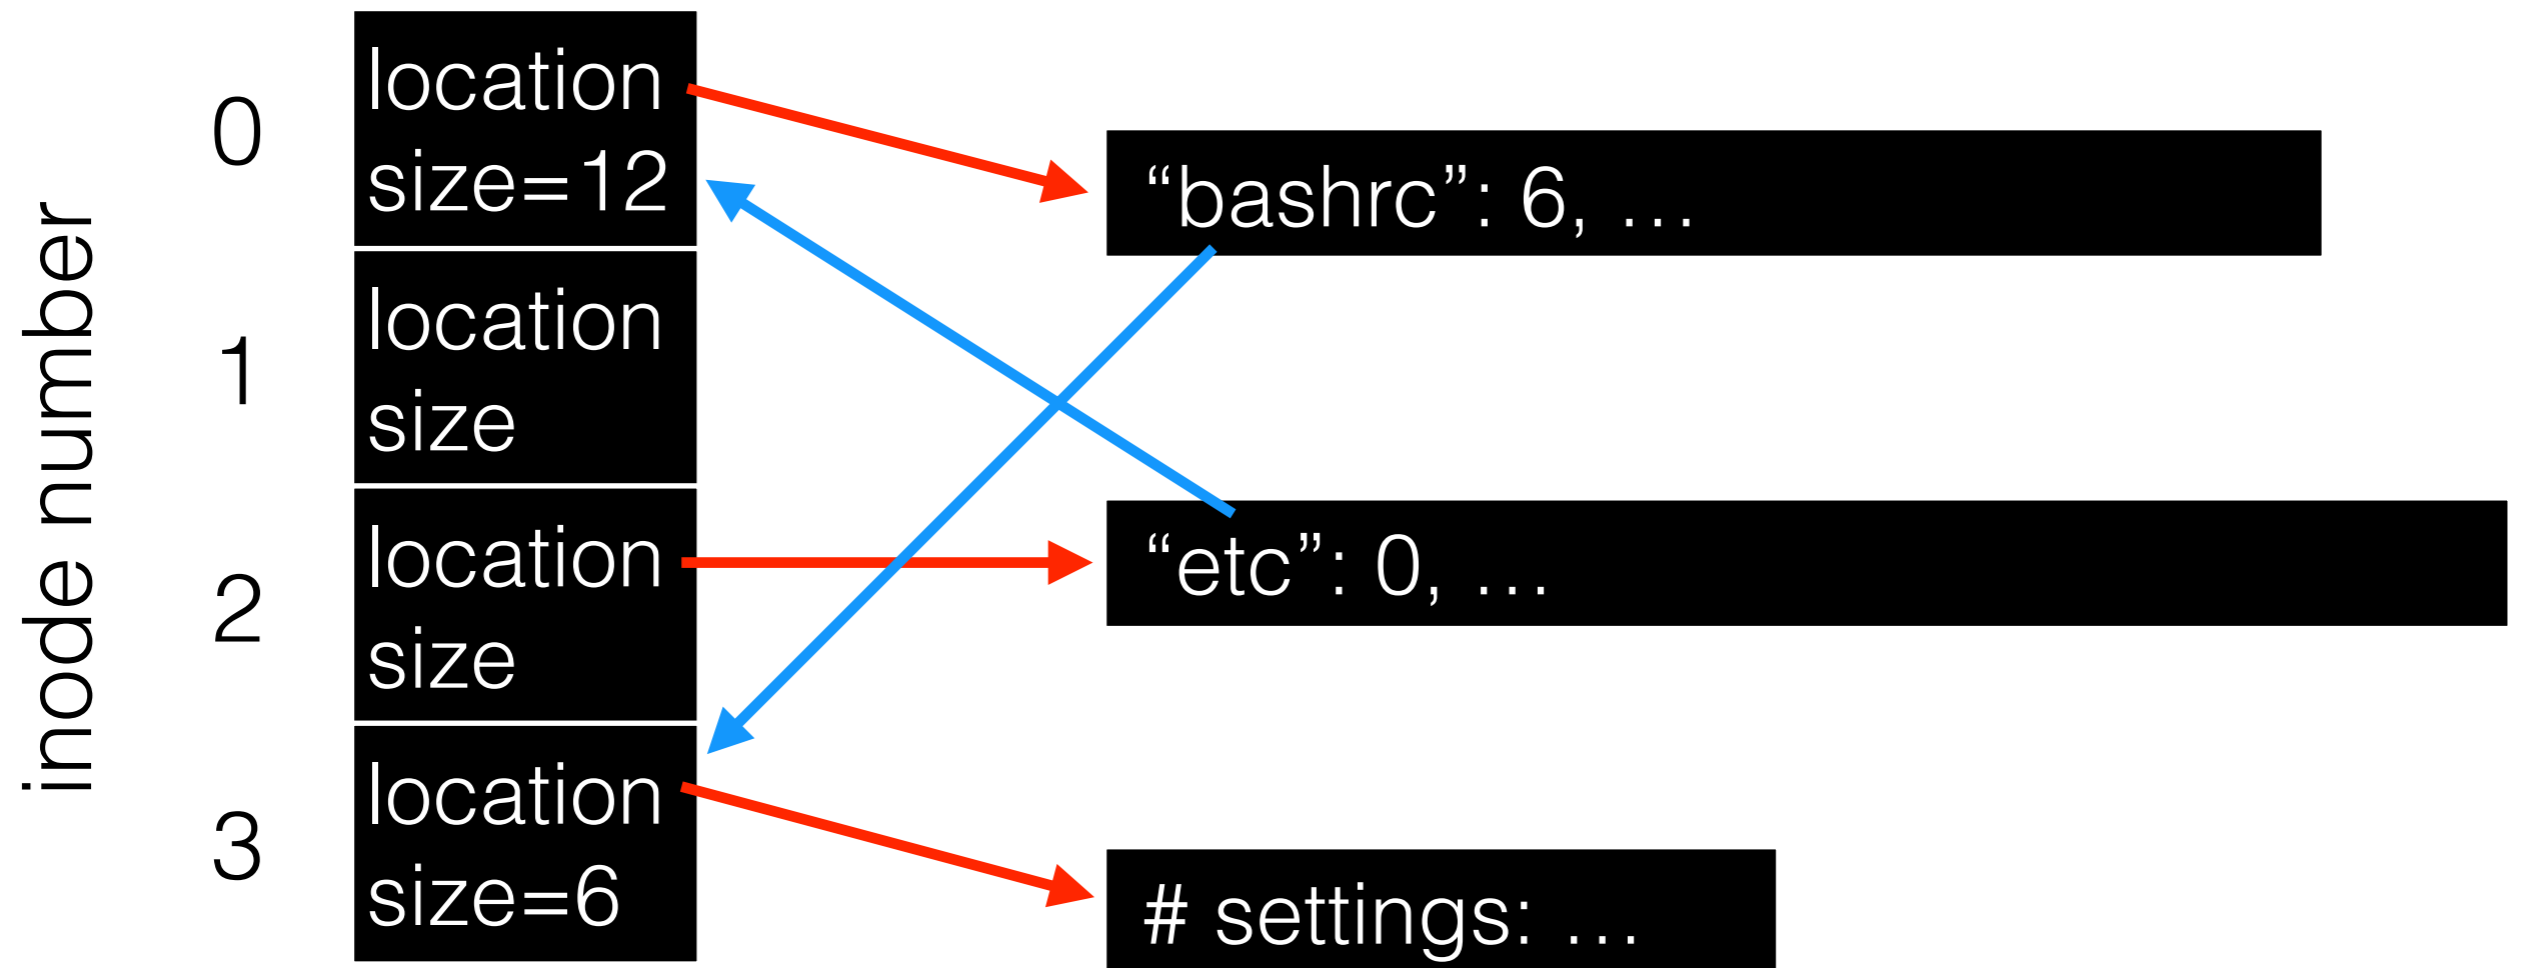 inode number
0
location
size=12
“bashrc”: 6, …
1
location
size
2
location
size
“etc”: 0, …
3
location
size=6
# settings: …